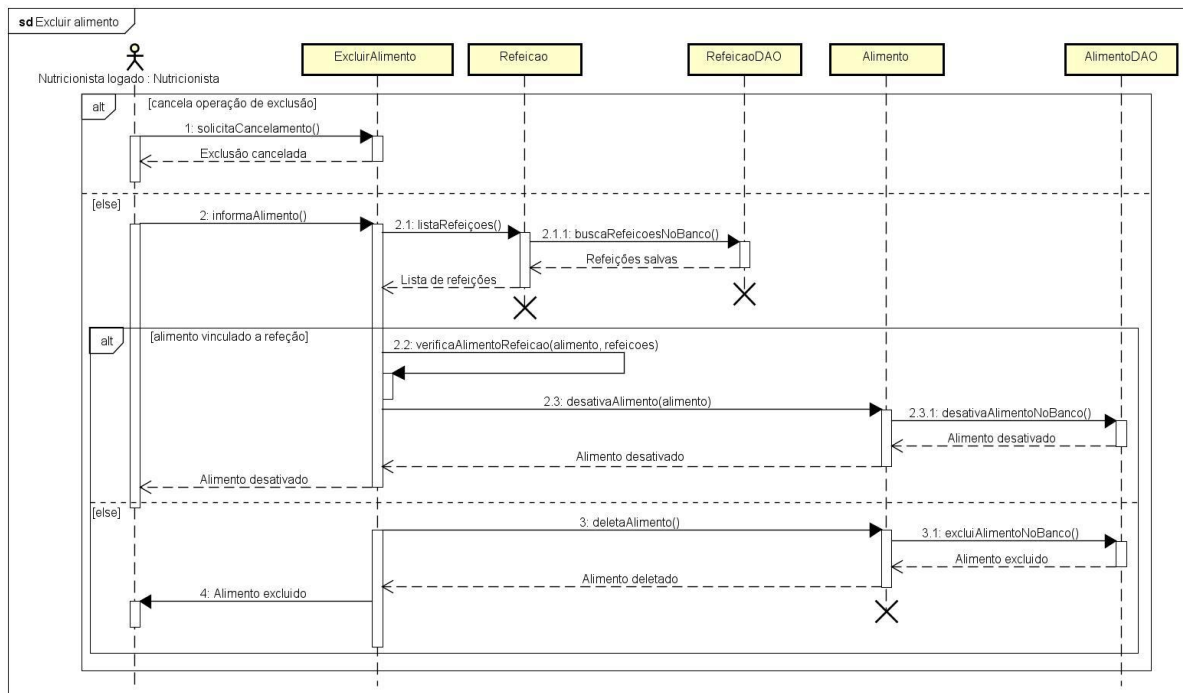 sd Excluir alimento
ExcluirAlimento
Refeicao
RefeicaoDAO
Alimento
AlimentoDAO
Nutricionista logado : Nutricionista
alt
[cancela operação de exclusão]
1: solicitaCancelamento()
Exclusão cancelada
[else]
2: informaAlimento()
2.1: listaRefeiçoes()
2.1.1: buscaRefeicoesNoBanco()
Refeições salvas
Lista de refeições
alt
[alimento vinculado a refeção]
2.2: verificaAlimentoRefeicao(alimento, refeicoes)
2.3: desativaAlimento(alimento)
2.3.1: desativaAlimentoNoBanco()
Alimento desativado
Alimento desativado
Alimento desativado
[else]
3: deletaAlimento()
3.1: excluiAlimentoNoBanco()
Alimento excluido
Alimento deletado
4: Alimento excluido